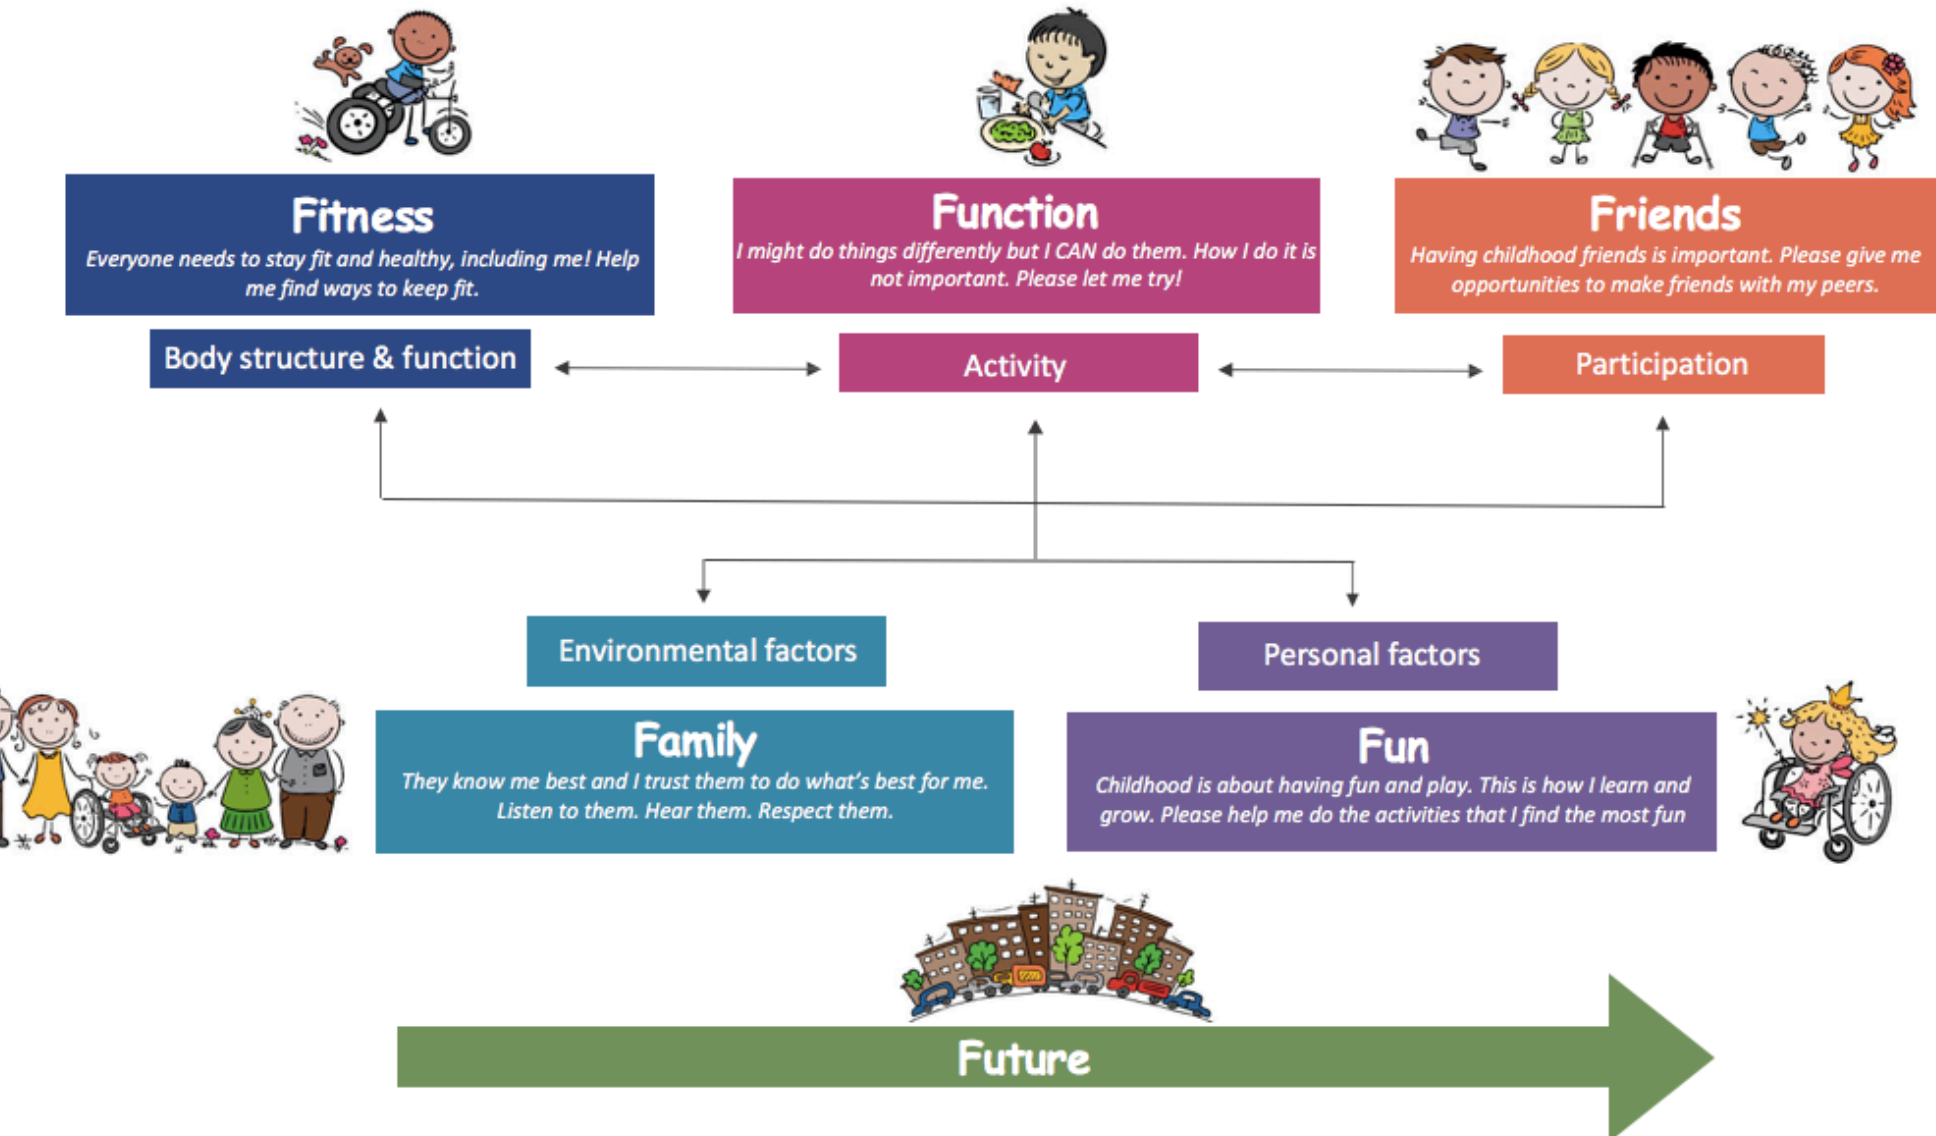 Fitness
Everyone needs to stay fit and healthy, including me! Help
me find ways to keep fit.
Function
I might do things differently but I CAN do them. How I do it is
not important. Please let me try!
Friends
Having childhood friends is important. Please give me
opportunities to make friends with my peers.
Body structure & function
Activity
Participation
Environmental factors
Personal factors
Family
They know me best and I trust them to do what's best for me.
Listen to them. Hear them. Respect them.
Fun
Childhood is about having fun and play. This is how I learn and
grow. Please help me do the activities that I find the most fun
Future